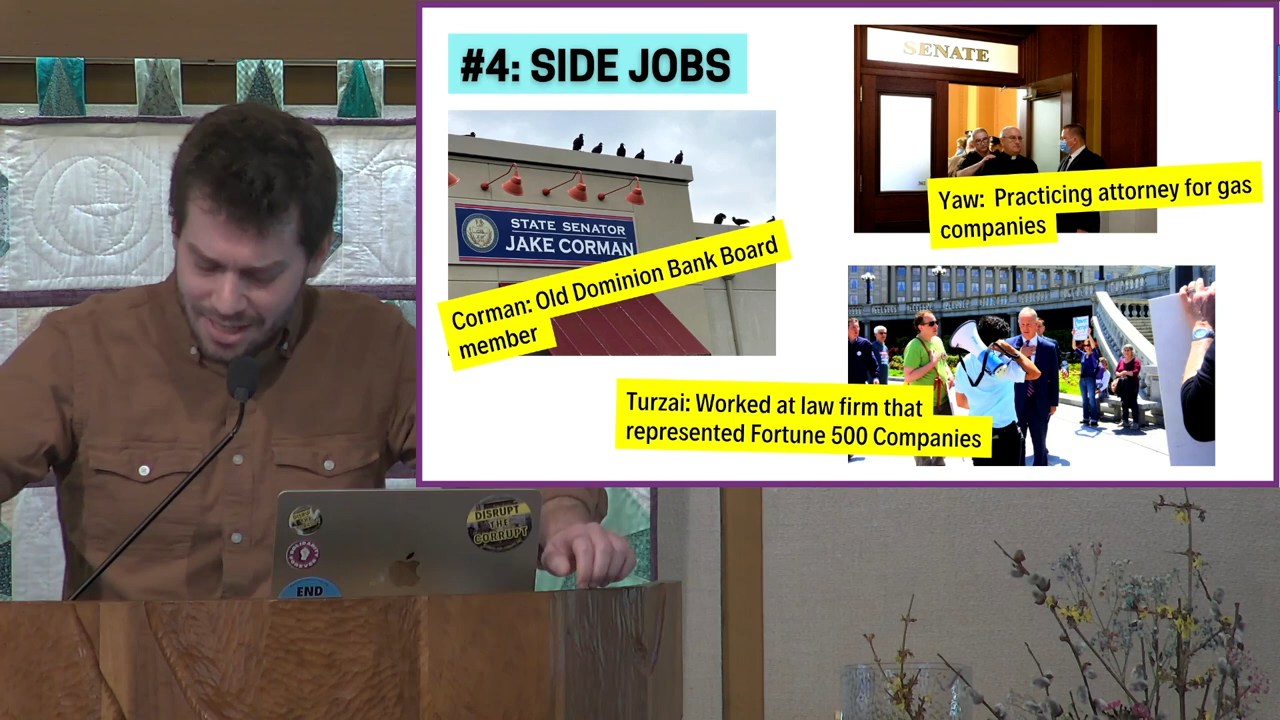 #4: SIDE JOBS
SENATE
STATE SENATOR
JAKE CORMAN
Corman: Old Dominion Bank Board
member
Yaw: Practicing attorney for gas
companies
Turzai: Worked at law firm that
represented Fortune 500 Companies
DISRUPT
THE
CORRUPT
END